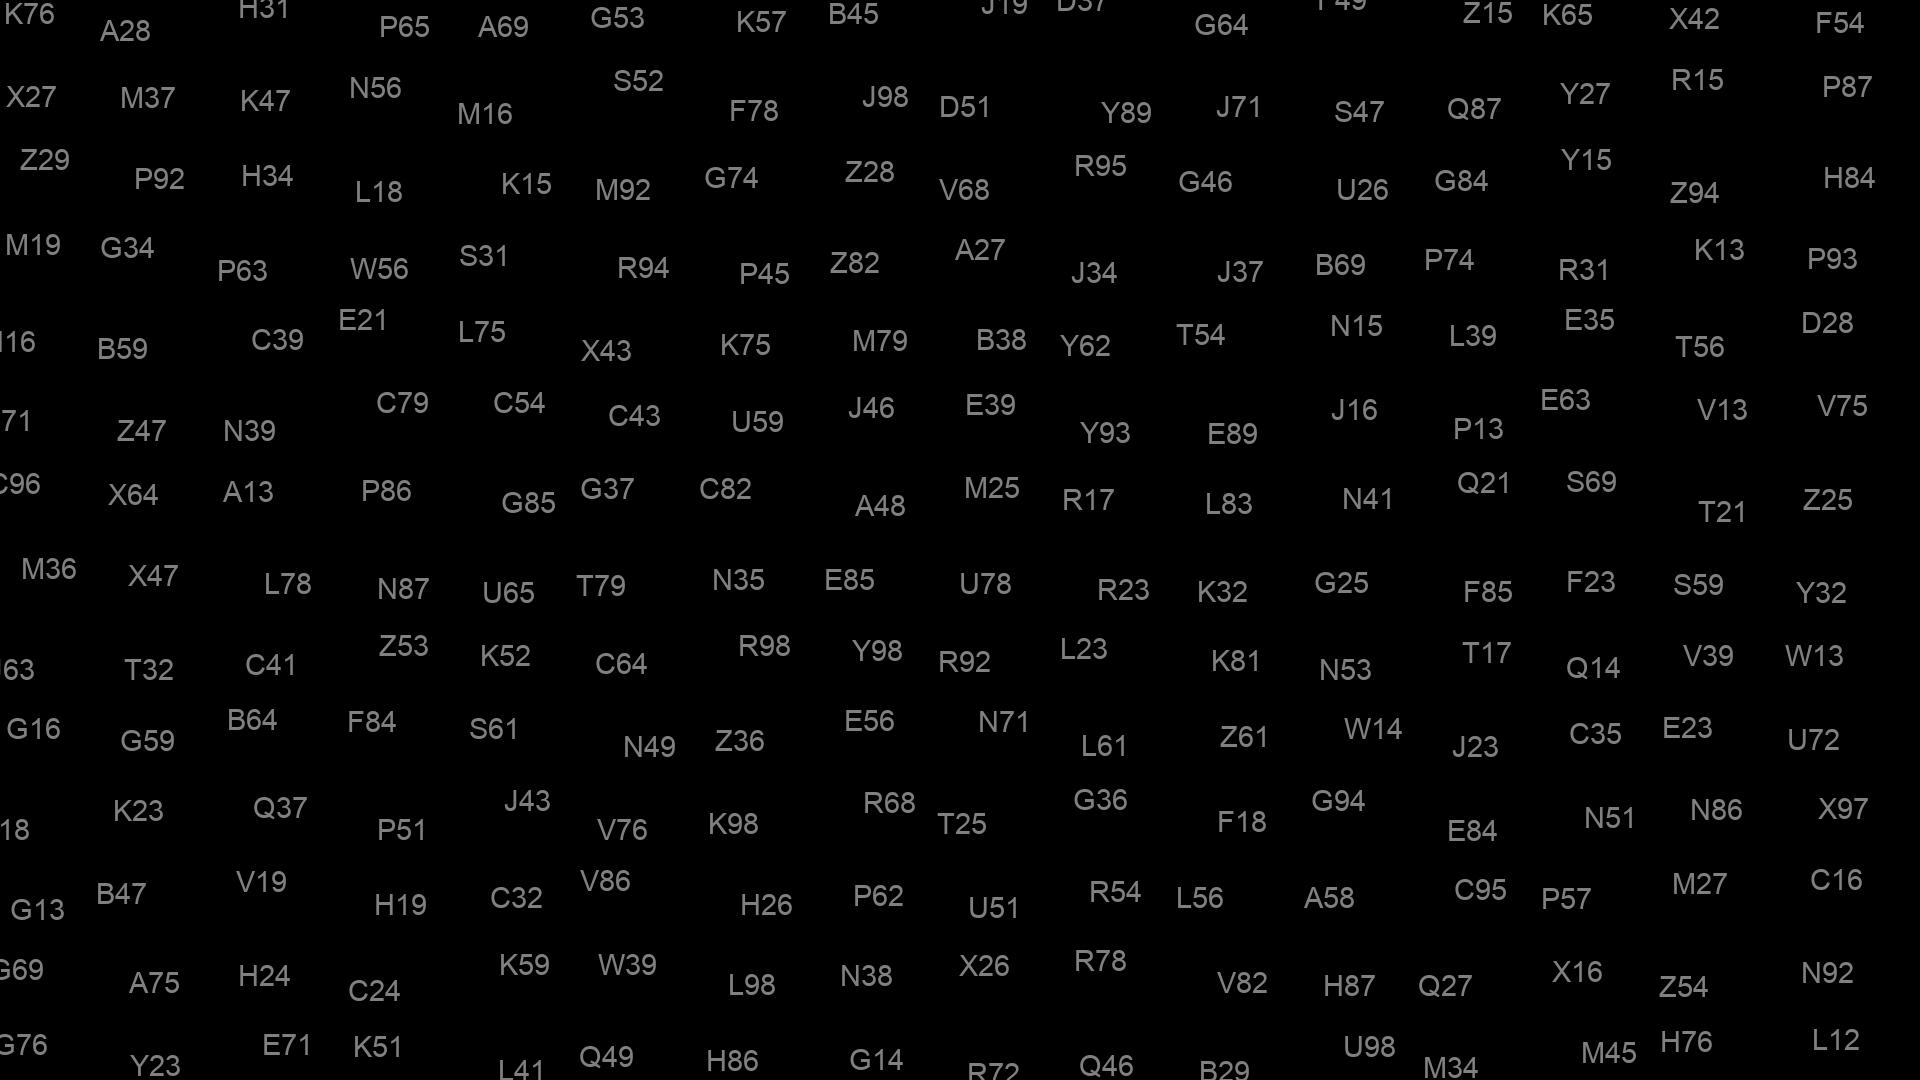 K76 A28 H31 P65 A69 G53 K57 B45 J19 D37 G64 Z15 K65 X42 F54
X27 M37 K47 N56 M16 S52 F78 J98 D51 Y89 J71 S47 Q87 Y27 R15 P87
Z29 P92 H34 L18 K15 M92 G74 Z28 V68 R95 G46 U26 G84 Y15 Z94 H84
M19 G34 P63 W56 S31 R94 P45 Z82 A27 J34 J37 B69 P74 R31 K13 P93
16 B59 C39 E21 L75 X43 K75 M79 B38 Y62 T54 N15 L39 E35 T56 D28
71 Z47 N39 C79 C54 C43 U59 J46 E39 Y93 E89 J16 P13 E63 V13 V75
C96 X64 A13 P86 G85 G37 C82 A48 M25 R17 L83 N41 Q21 S69 T21 Z25
M36 X47 L78 N87 U65 T79 N35 E85 U78 R23 K32 G25 F85 F23 S59 Y32
63 T32 C41 Z53 K52 C64 R98 Y98 R92 L23 K81 N53 T17 Q14 V39 W13
G16 G59 B64 F84 S61 N49 Z36 E56 N71 L61 Z61 W14 J23 C35 E23 U72
18 K23 Q37 P51 J43 V76 K98 R68 T25 G36 F18 G94 E84 N51 N86 X97
G13 B47 V19 H19 C32 V86 H26 P62 U51 R54 L56 A58 C95 P57 M27 C16
G69 A75 H24 C24 K59 W39 L98 N38 X26 R78 V82 H87 Q27 X16 Z54 N92
G76 Y23 E71 K51 L41 Q49 H86 G14 R72 Q46 B29 U98 M34 M45 H76 L12